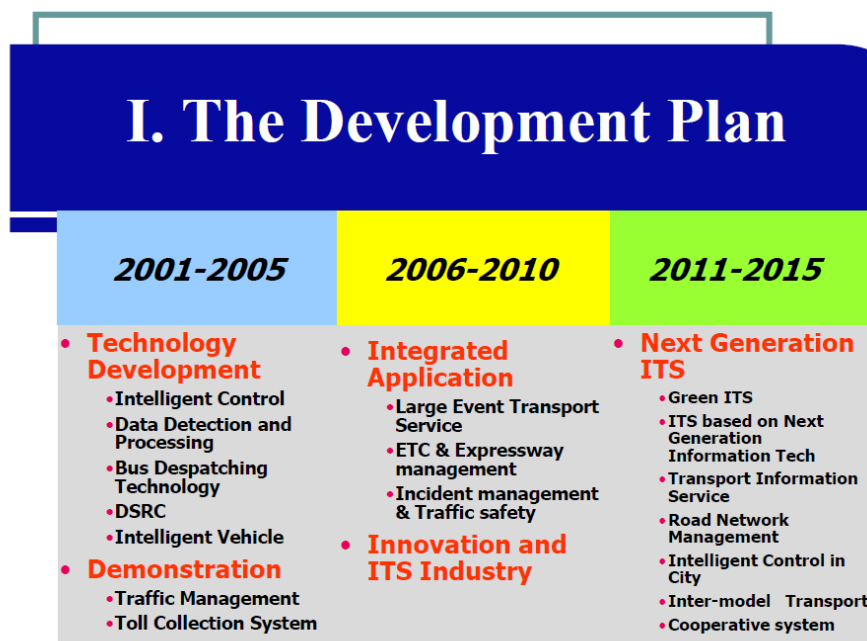 I. The Development Plan
2001-2005
2006-2010
2011-2015
• Technology
Development
•Intelligent Control
•Data Detection and
Processing
•Bus Despatching
Technology
•DSRC
•Intelligent Vehicle
• Demonstration
•Traffic Management
•Toll Collection System
• Integrated
Application
•Large Event Transport
Service
•ETC & Expressway
management
•Incident management
& Traffic safety
• Innovation and
ITS Industry
• Next Generation
ITS
•Green ITS
•ITS based on Next
Generation
Information Tech
•Transport Information
Service
•Road Network
Management
•Intelligent Control in
City
•Inter-model Transport
•Cooperative system